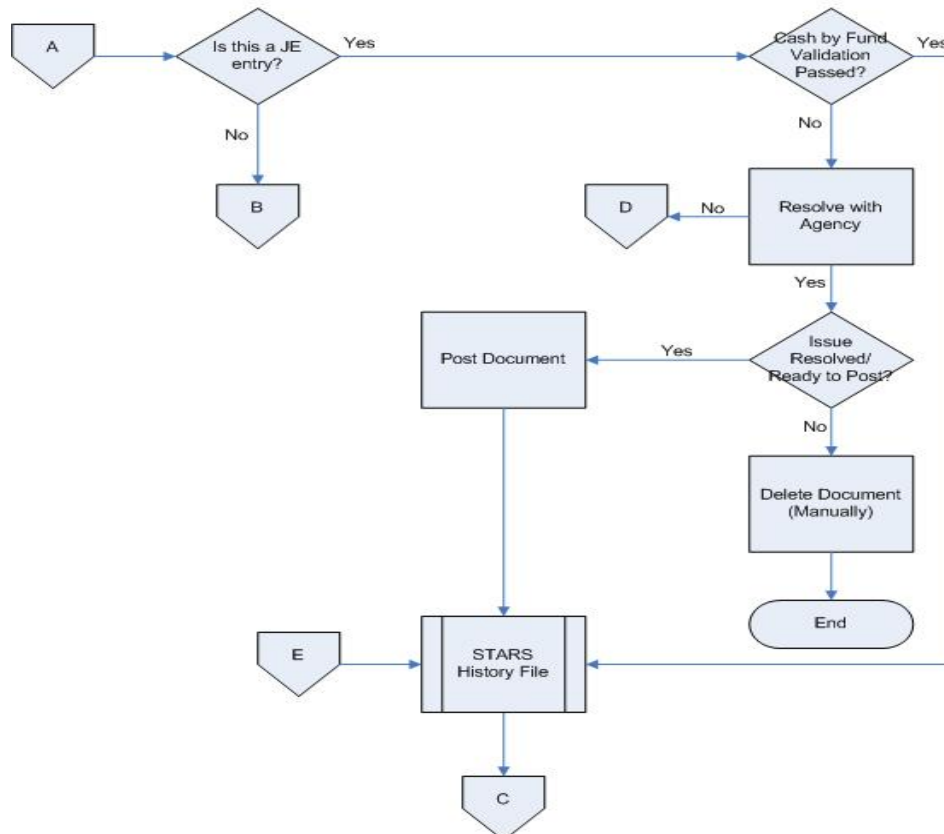 A
Is this a JE
entry?
Yes
Cash by Fund
Validation
Passed?
Yes
No
No
B
D
No
Resolve with
Agency
Yes
Post Document
Yes
Issue
Resolved/
Ready to Post?
No
Delete Document
(Manually)
End
E
STARS
History File
C